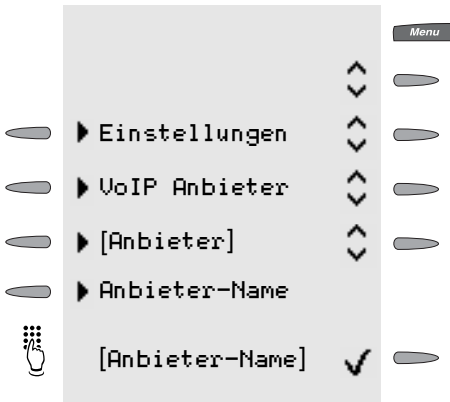 Menu
Einstellungen
VoIP Anbieter
[Anbieter]
Anbieter-Name
[Anbieter-Name]